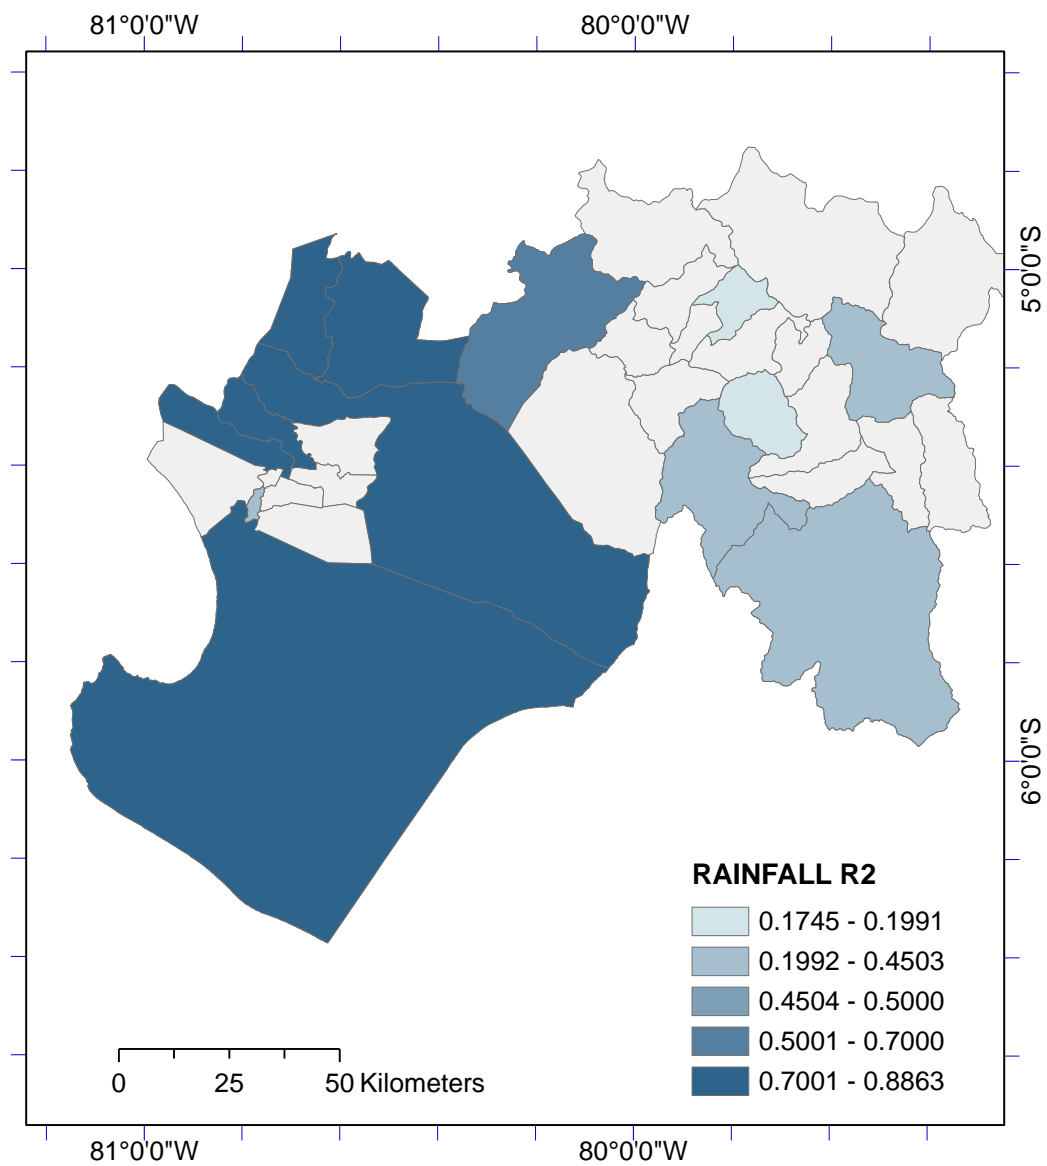 81°0'0"W 80°0'0"W
5°0'0"S
6°0'0"S
RAINFALL R2
0.1745 - 0.1991
0.1992 - 0.4503
0.4504 - 0.5000
0.5001 - 0.7000
0.7001 - 0.8863
0 25 50 Kilometers
81°0'0"W 80°0'0"W